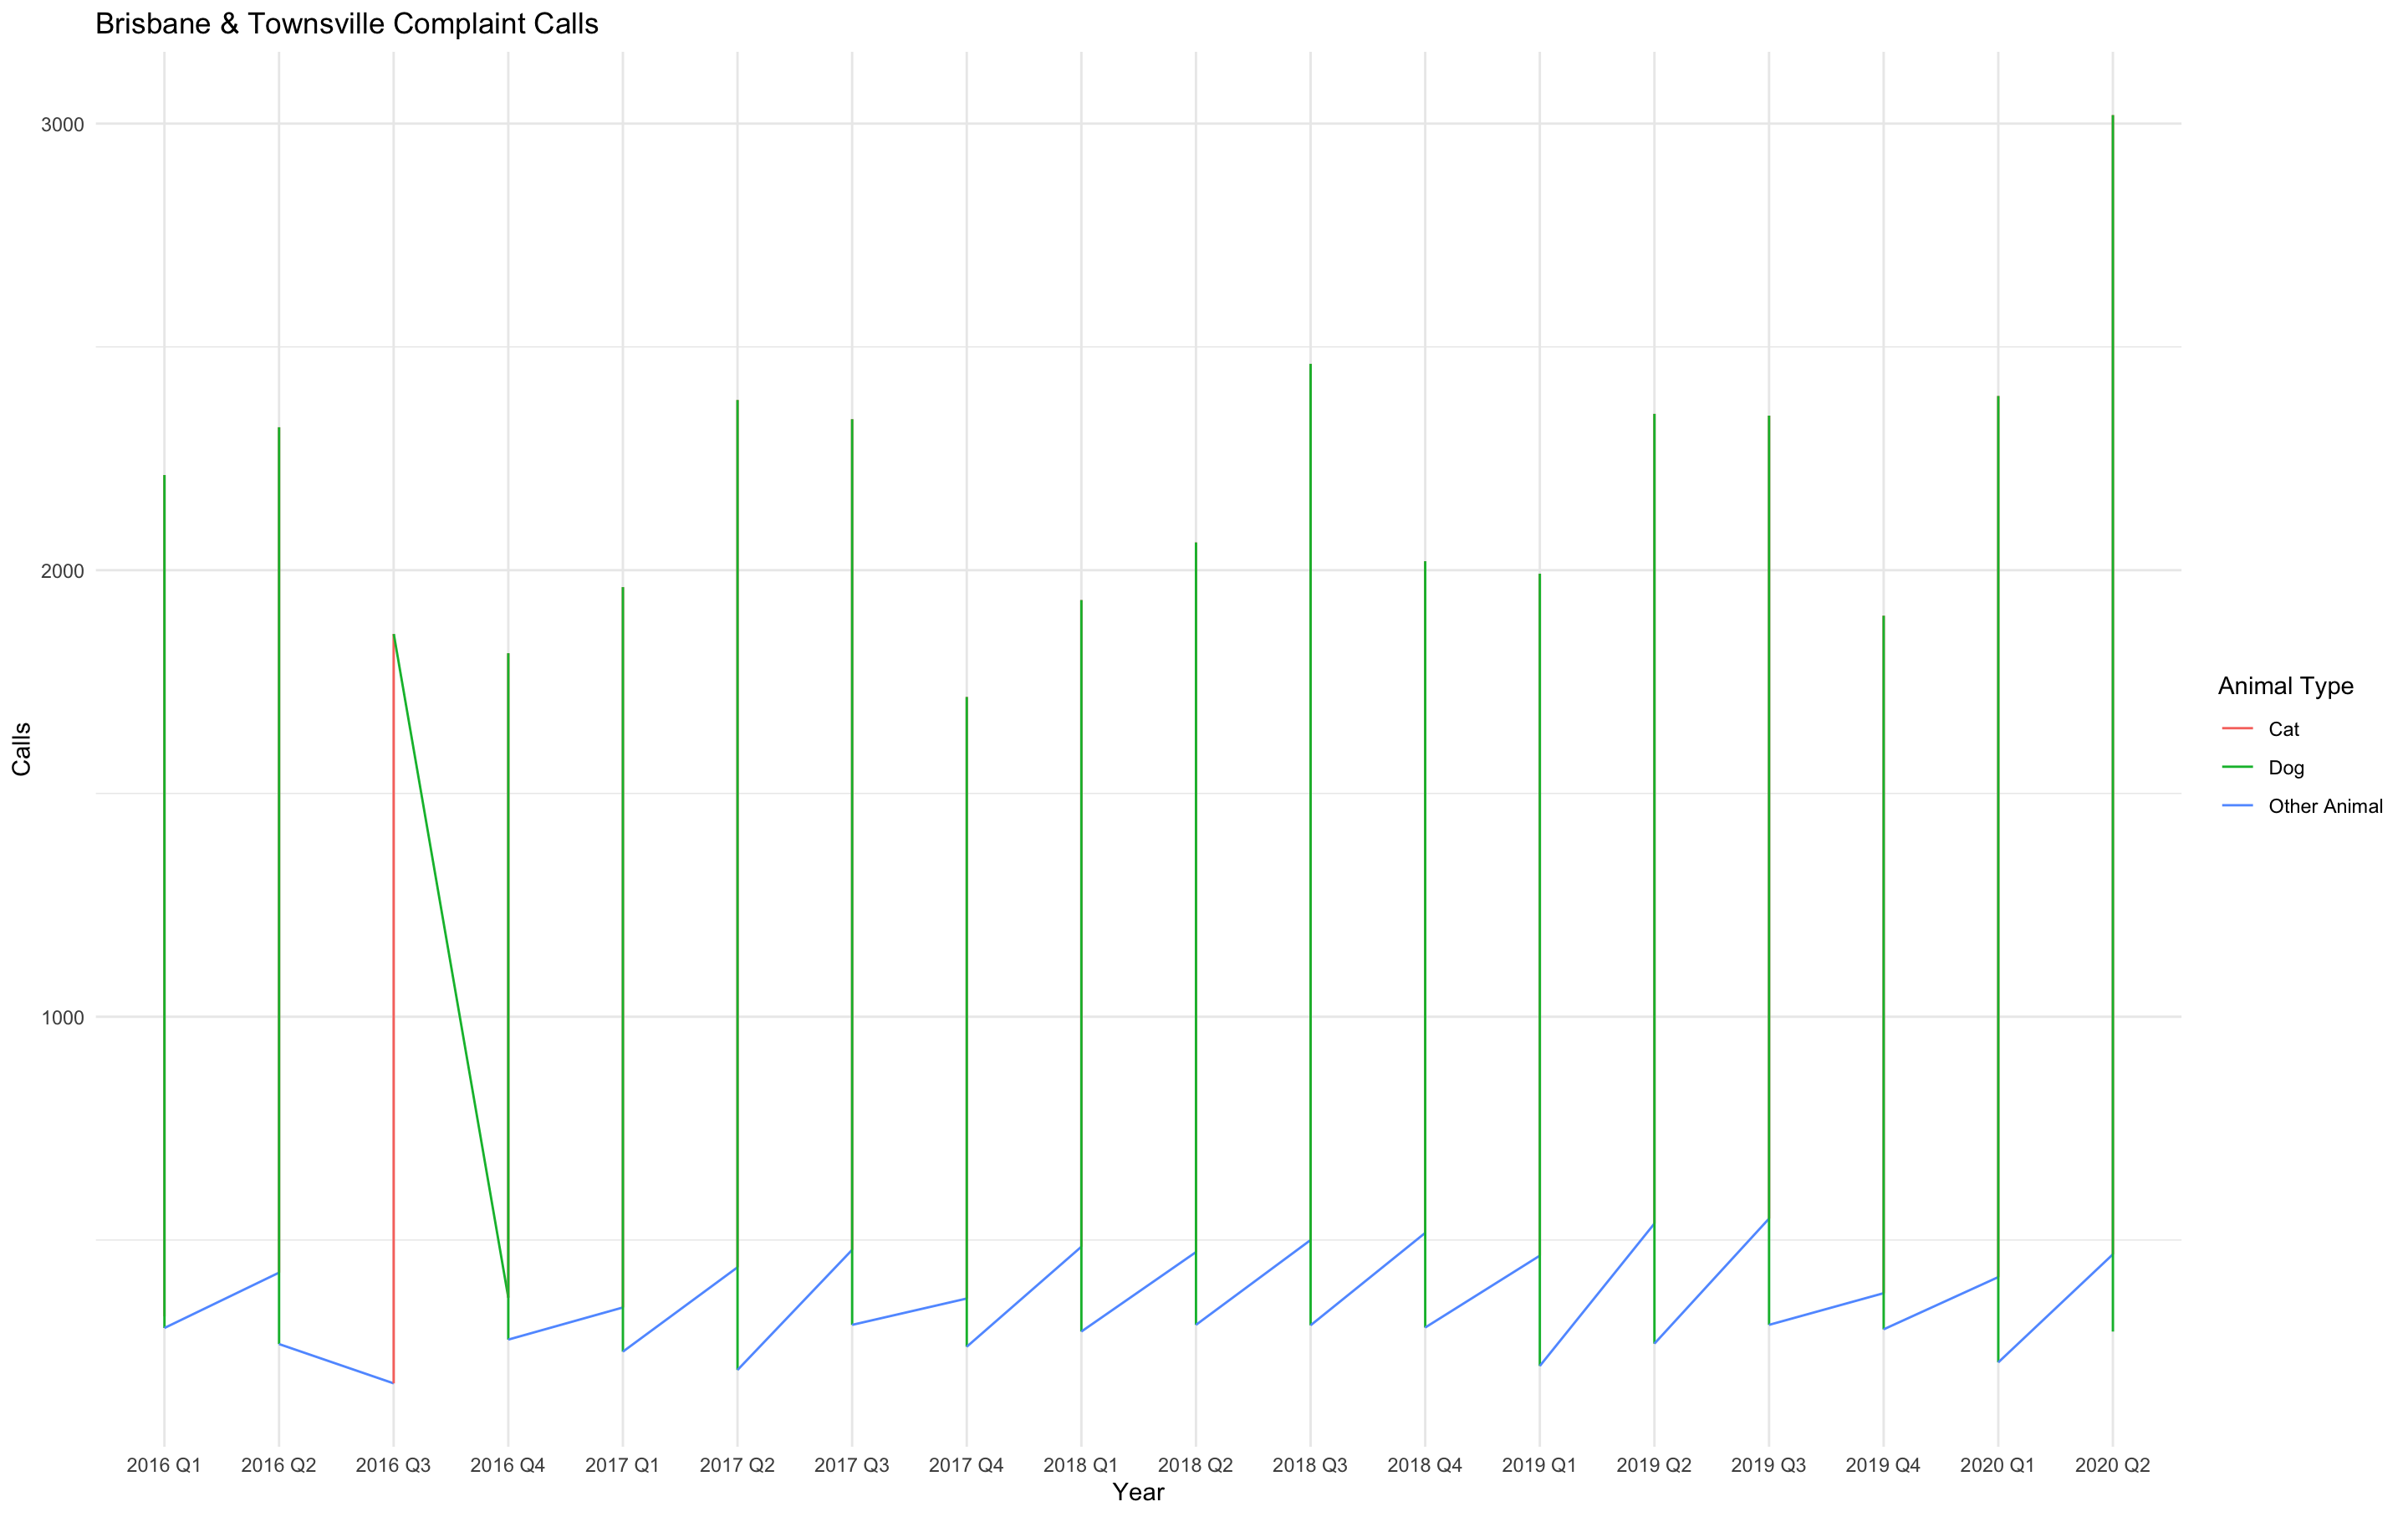 Brisbane & Townsville Complaint Calls
3000
2000
1000
Calls
2016 Q1 2016 Q2 2016 Q3 2016 Q4 2017 Q1 2017 Q2 2017 Q3 2017 Q4 2018 Q1 2018 Q2 2018 Q3 2018 Q4 2019 Q1 2019 Q2 2019 Q3 2019 Q4 2020 Q1 2020 Q2
Year
Animal Type
Cat
Dog
Other Animal